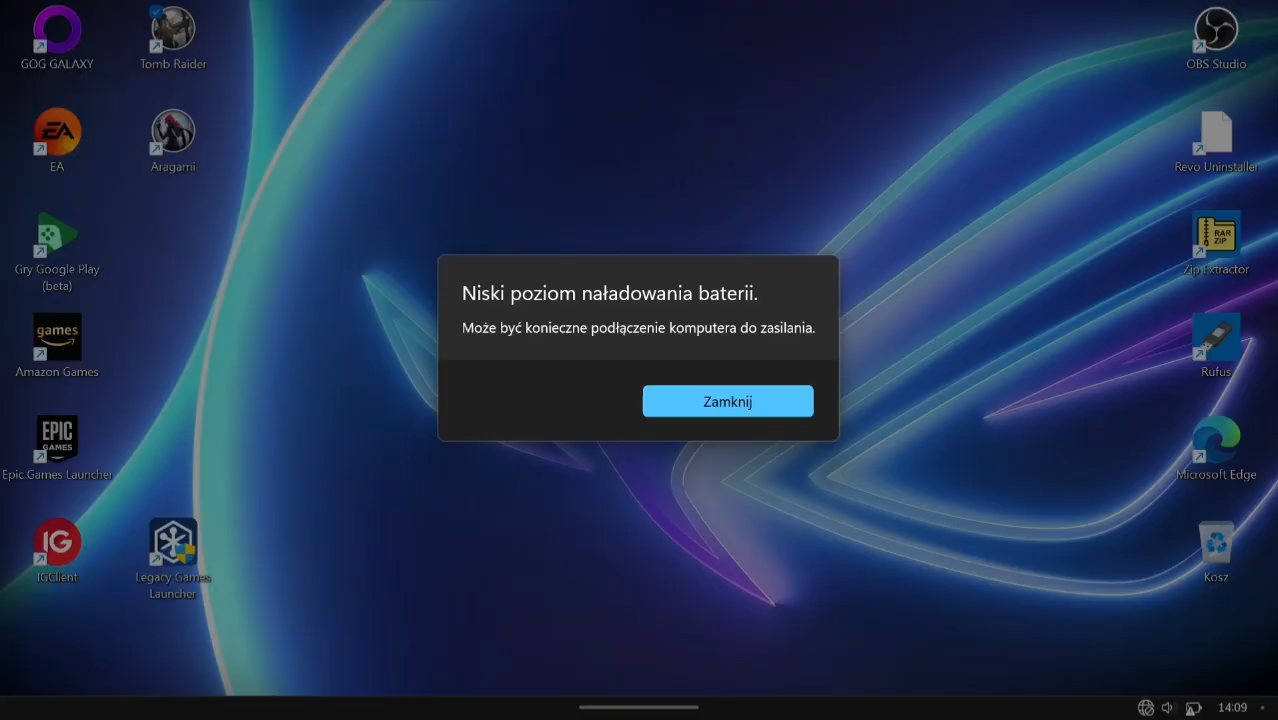 GOG GALAXY
Tomb Raider
OBS Studio
EA
EA
Aragami
Revo Uninstaller
Gry Google Play
(beta)
RAR
ZIP
Zip Extractor
Niski poziom naładowania baterii.
Może być konieczne podłączenie komputera do zasilania.
Zamknij
games
Amazon Games
Rufus
EPIC
GAMES
Epic Games Launcher
Microsoft Edge
IG
IGClient
Legacy Games
Launcher
Kosz
14:09